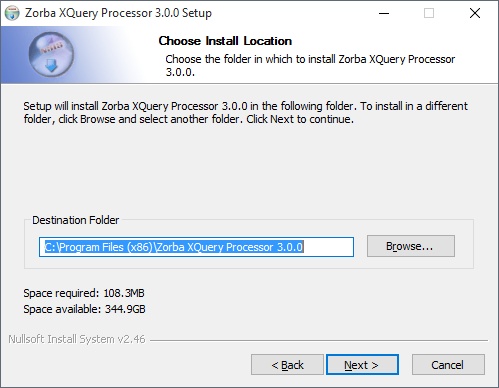 Zorba XQuery Processor 3.0.0 Setup
Choose Install Location
Choose the folder in which to install Zorba XQuery Processor
3.0.0.
Setup will install Zorba XQuery Processor 3.0.0 in the following folder. To install in a different
folder, click Browse and select another folder. Click Next to continue.
Destination Folder
C:\Program Files (x86)\Zorba XQuery Processor 3.0.0
Browse...
Space required: 108.3MB
Space available: 344.9GB
Nullsoft Install System v2.46
< Back
Next >
Cancel